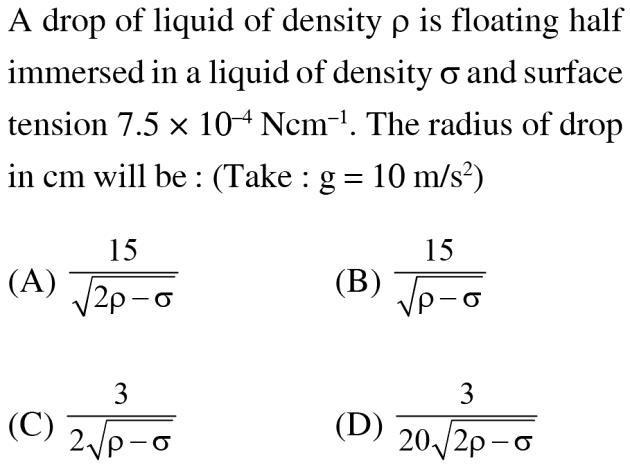 A drop of liquid of density ρ is floating half
immersed in a liquid of density σ and surface
tension 7.5 × 10⁻⁴ Ncm⁻¹. The radius of drop
in cm will be : (Take : g = 10 m/s²)
(A) 15/√(2ρ − σ) (B) 15/√(ρ − σ)
(C) 3/(2√(ρ − σ)) (D) 3/(20√(2ρ − σ))